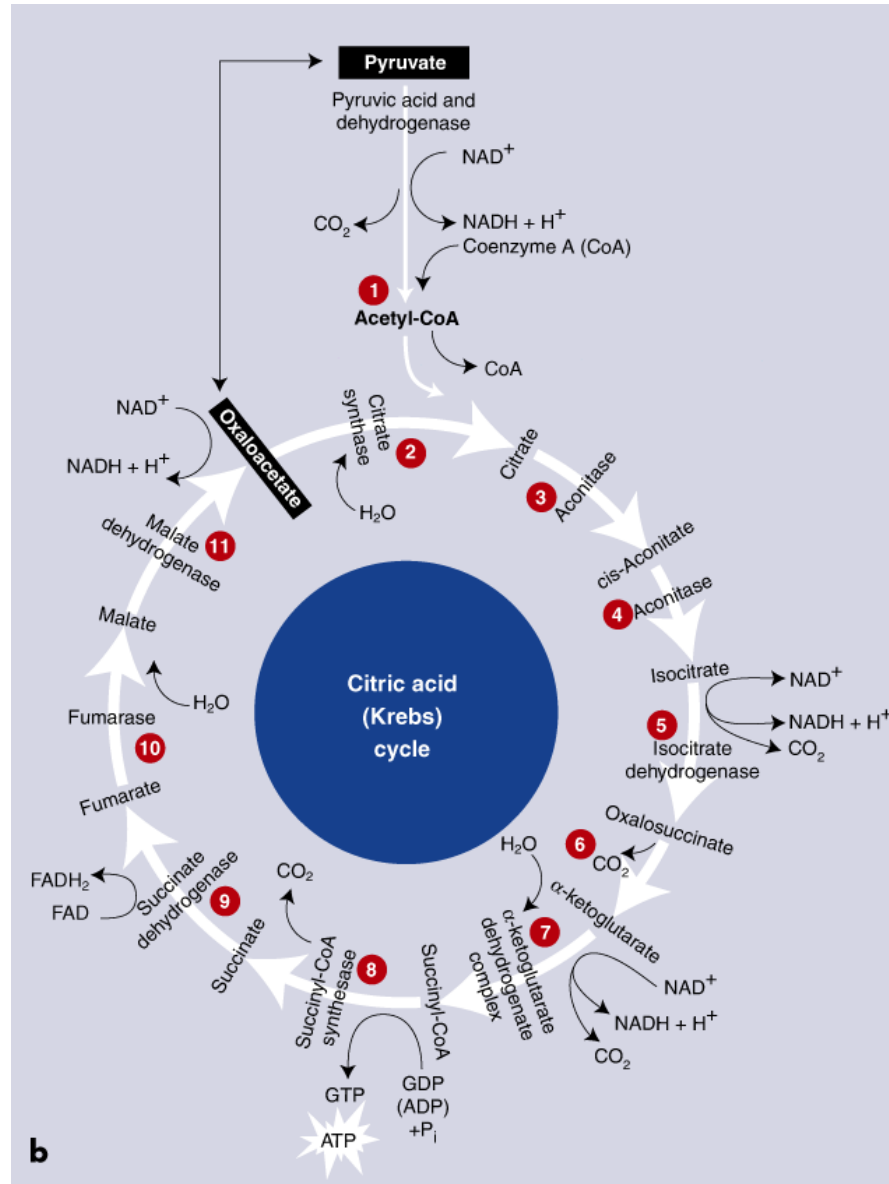 Pyruvate
Pyruvic acid and
dehydrogenase
NAD+
CO2
NADH + H+
Coenzyme A (CoA)
1
Acetyl-CoA
CoA
NAD+
NADH + H+
Oxaloacetate
Citrate
synthase
2
H2O
Citrate
3
Aconitase
cis-Aconitate
4
Aconitase
Isocitrate
NAD+
NADH + H+
CO2
5
Isocitrate
dehydrogenase
Oxalosuccinate
6
CO2
α-ketoglutarate
H2O
7
α-ketoglutarate
dehydrogenate
complex
NAD+
NADH + H+
CO2
Succinyl-CoA
8
Succinyl-CoA
synthesase
CO2
GTP
ATP
GDP
(ADP)
+Pi
Succinate
9
Succinate
dehydrogenase
FADH2
FAD
Fumarate
10
Fumarase
H2O
Malate
11
Malate
dehydrogenase
Citric acid
(Krebs)
cycle
b